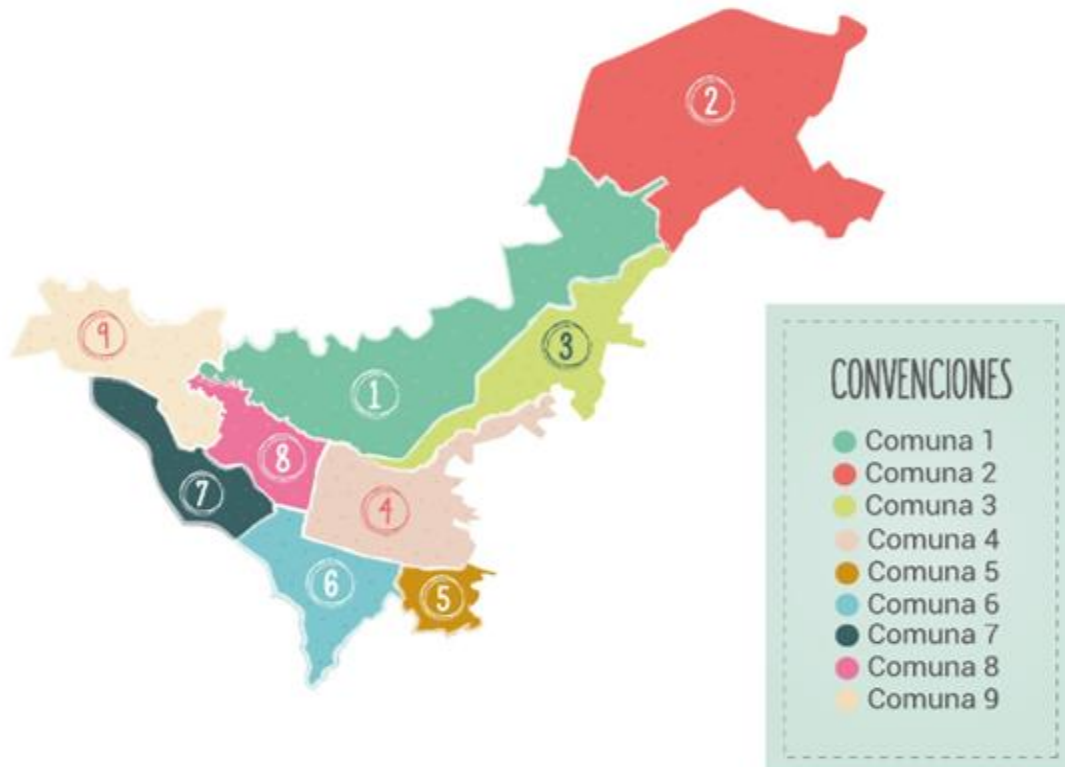 2
9
3
1
8
7
4
6
5
CONVENCIONES
Comuna 1
Comuna 2
Comuna 3
Comuna 4
Comuna 5
Comuna 6
Comuna 7
Comuna 8
Comuna 9